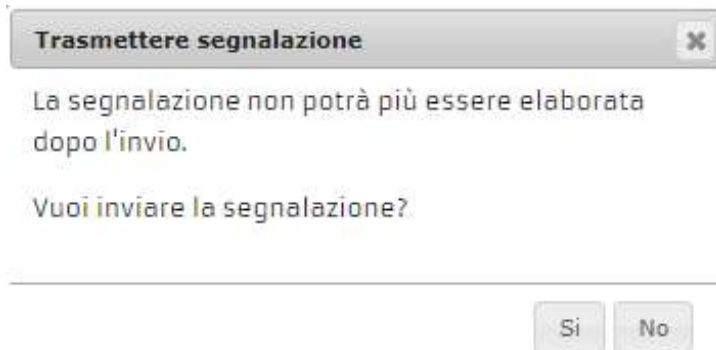 Trasmettere segnalazione
La segnalazione non potrà più essere elaborata
dopo l'invio.
Vuoi inviare la segnalazione?
Si No